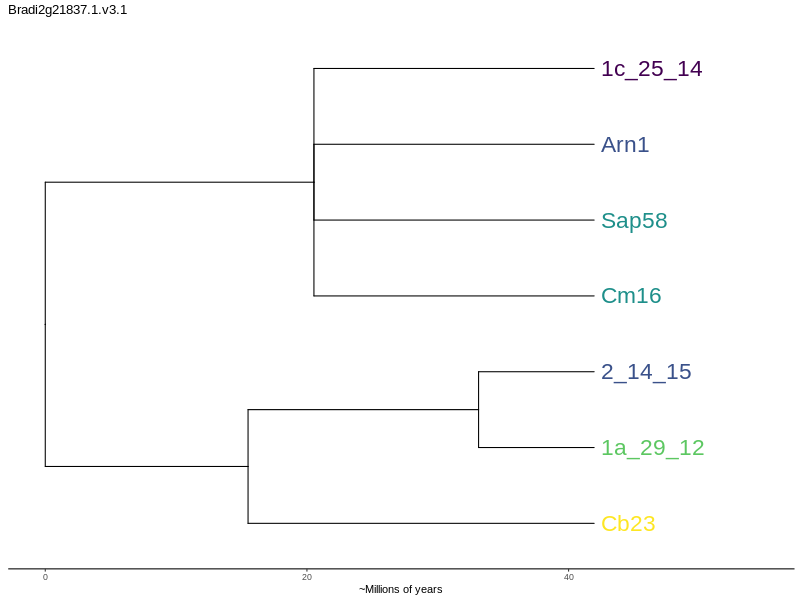 Bradi2g21837.1.v3.1
1c_25_14
Arn1
Sap58
Cm16
2_14_15
1a_29_12
Cb23
0 20 40
~Millions of years